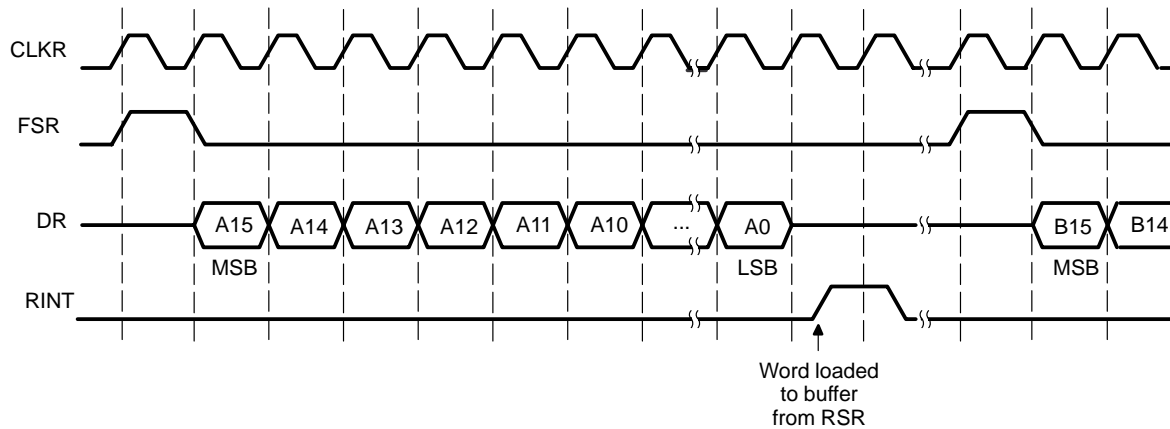 CLKR
FSR
DR A15 A14 A13 A12 A11 A10 ... A0 B15 B14
MSB LSB MSB
RINT
Word loaded
to buffer
from RSR